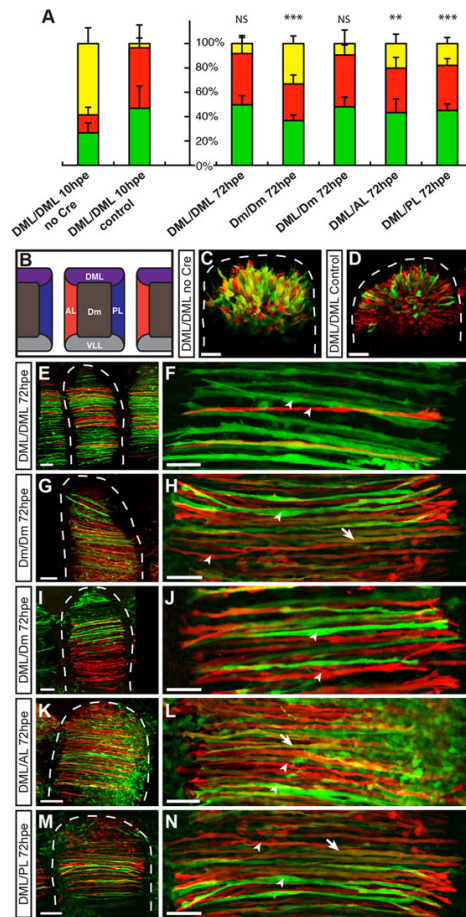 A
NS
***
NS
**
***
100%
80%
60%
40%
20%
0%
DML/DML 10hpe
no Cre
DML/DML 10hpe
control
DML/DML 72hpe
Dm/Dm 72hpe
DML/Dm 72hpe
DML/AL 72hpe
DML/PL 72hpe
B
DML
AL
Dm
PL
VLL
DML/DML no Cre
C
DML/DML Control
D
DML/DML 72hpe
E
F
Dm/Dm 72hpe
G
H
DML/Dm 72hpe
I
J
DML/AL 72hpe
K
L
DML/PL 72hpe
M
N